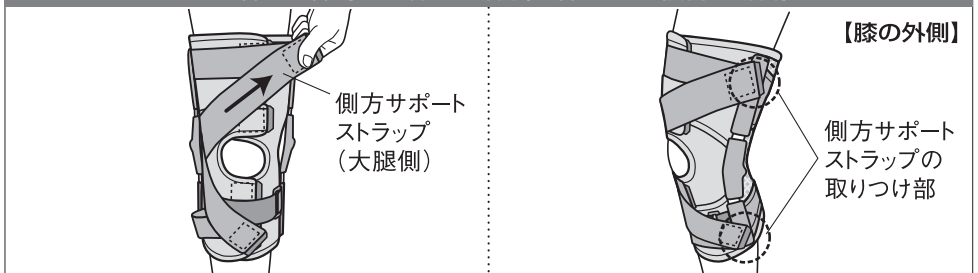 側方サポート
ストラップ
（大腿側）
【膝の外側】
側方サポート
ストラップの
取りつけ部